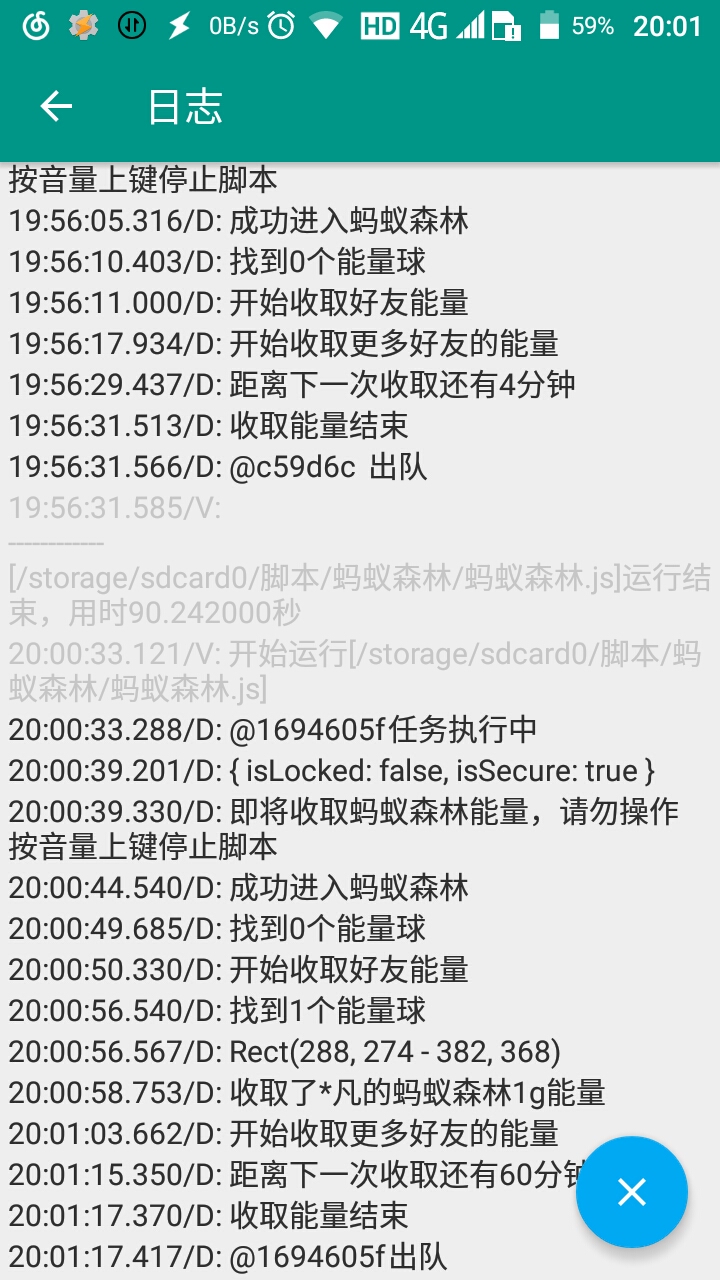 0B/s HD 4G 59% 20:01
日志
按音量上键停止脚本
19:56:05.316/D: 成功进入蚂蚁森林
19:56:10.403/D: 找到0个能量球
19:56:11.000/D: 开始收取好友能量
19:56:17.934/D: 开始收取更多好友的能量
19:56:29.437/D: 距离下一次收取还有4分钟
19:56:31.513/D: 收取能量结束
19:56:31.566/D: @c59d6c 出队
19:56:31.585/V:
------------
[/storage/sdcard0/脚本/蚂蚁森林/蚂蚁森林.js]运行结
束，用时90.242000秒
20:00:33.121/V: 开始运行[/storage/sdcard0/脚本/蚂
蚁森林/蚂蚁森林.js]
20:00:33.288/D: @1694605f任务执行中
20:00:39.201/D: { isLocked: false, isSecure: true }
20:00:39.330/D: 即将收取蚂蚁森林能量，请勿操作
按音量上键停止脚本
20:00:44.540/D: 成功进入蚂蚁森林
20:00:49.685/D: 找到0个能量球
20:00:50.330/D: 开始收取好友能量
20:00:56.540/D: 找到1个能量球
20:00:56.567/D: Rect(288, 274 - 382, 368)
20:00:58.753/D: 收取了*凡的蚂蚁森林1g能量
20:01:03.662/D: 开始收取更多好友的能量
20:01:15.350/D: 距离下一次收取还有60分钟
20:01:17.370/D: 收取能量结束
20:01:17.417/D: @1694605f出队